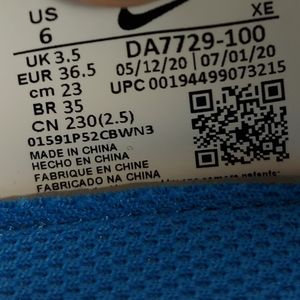 US XE
6
UK 3.5 DA7729-100
EUR 36.5 05/12/20 07/01/20
cm 23 UPC 00194499073215
BR 35
CN 230(2.5)
01591P52CBWN3
MADE IN CHINA
HECHO EN CHINA
FABRIQUE EN CHINE
FABRICADO NA CHINA